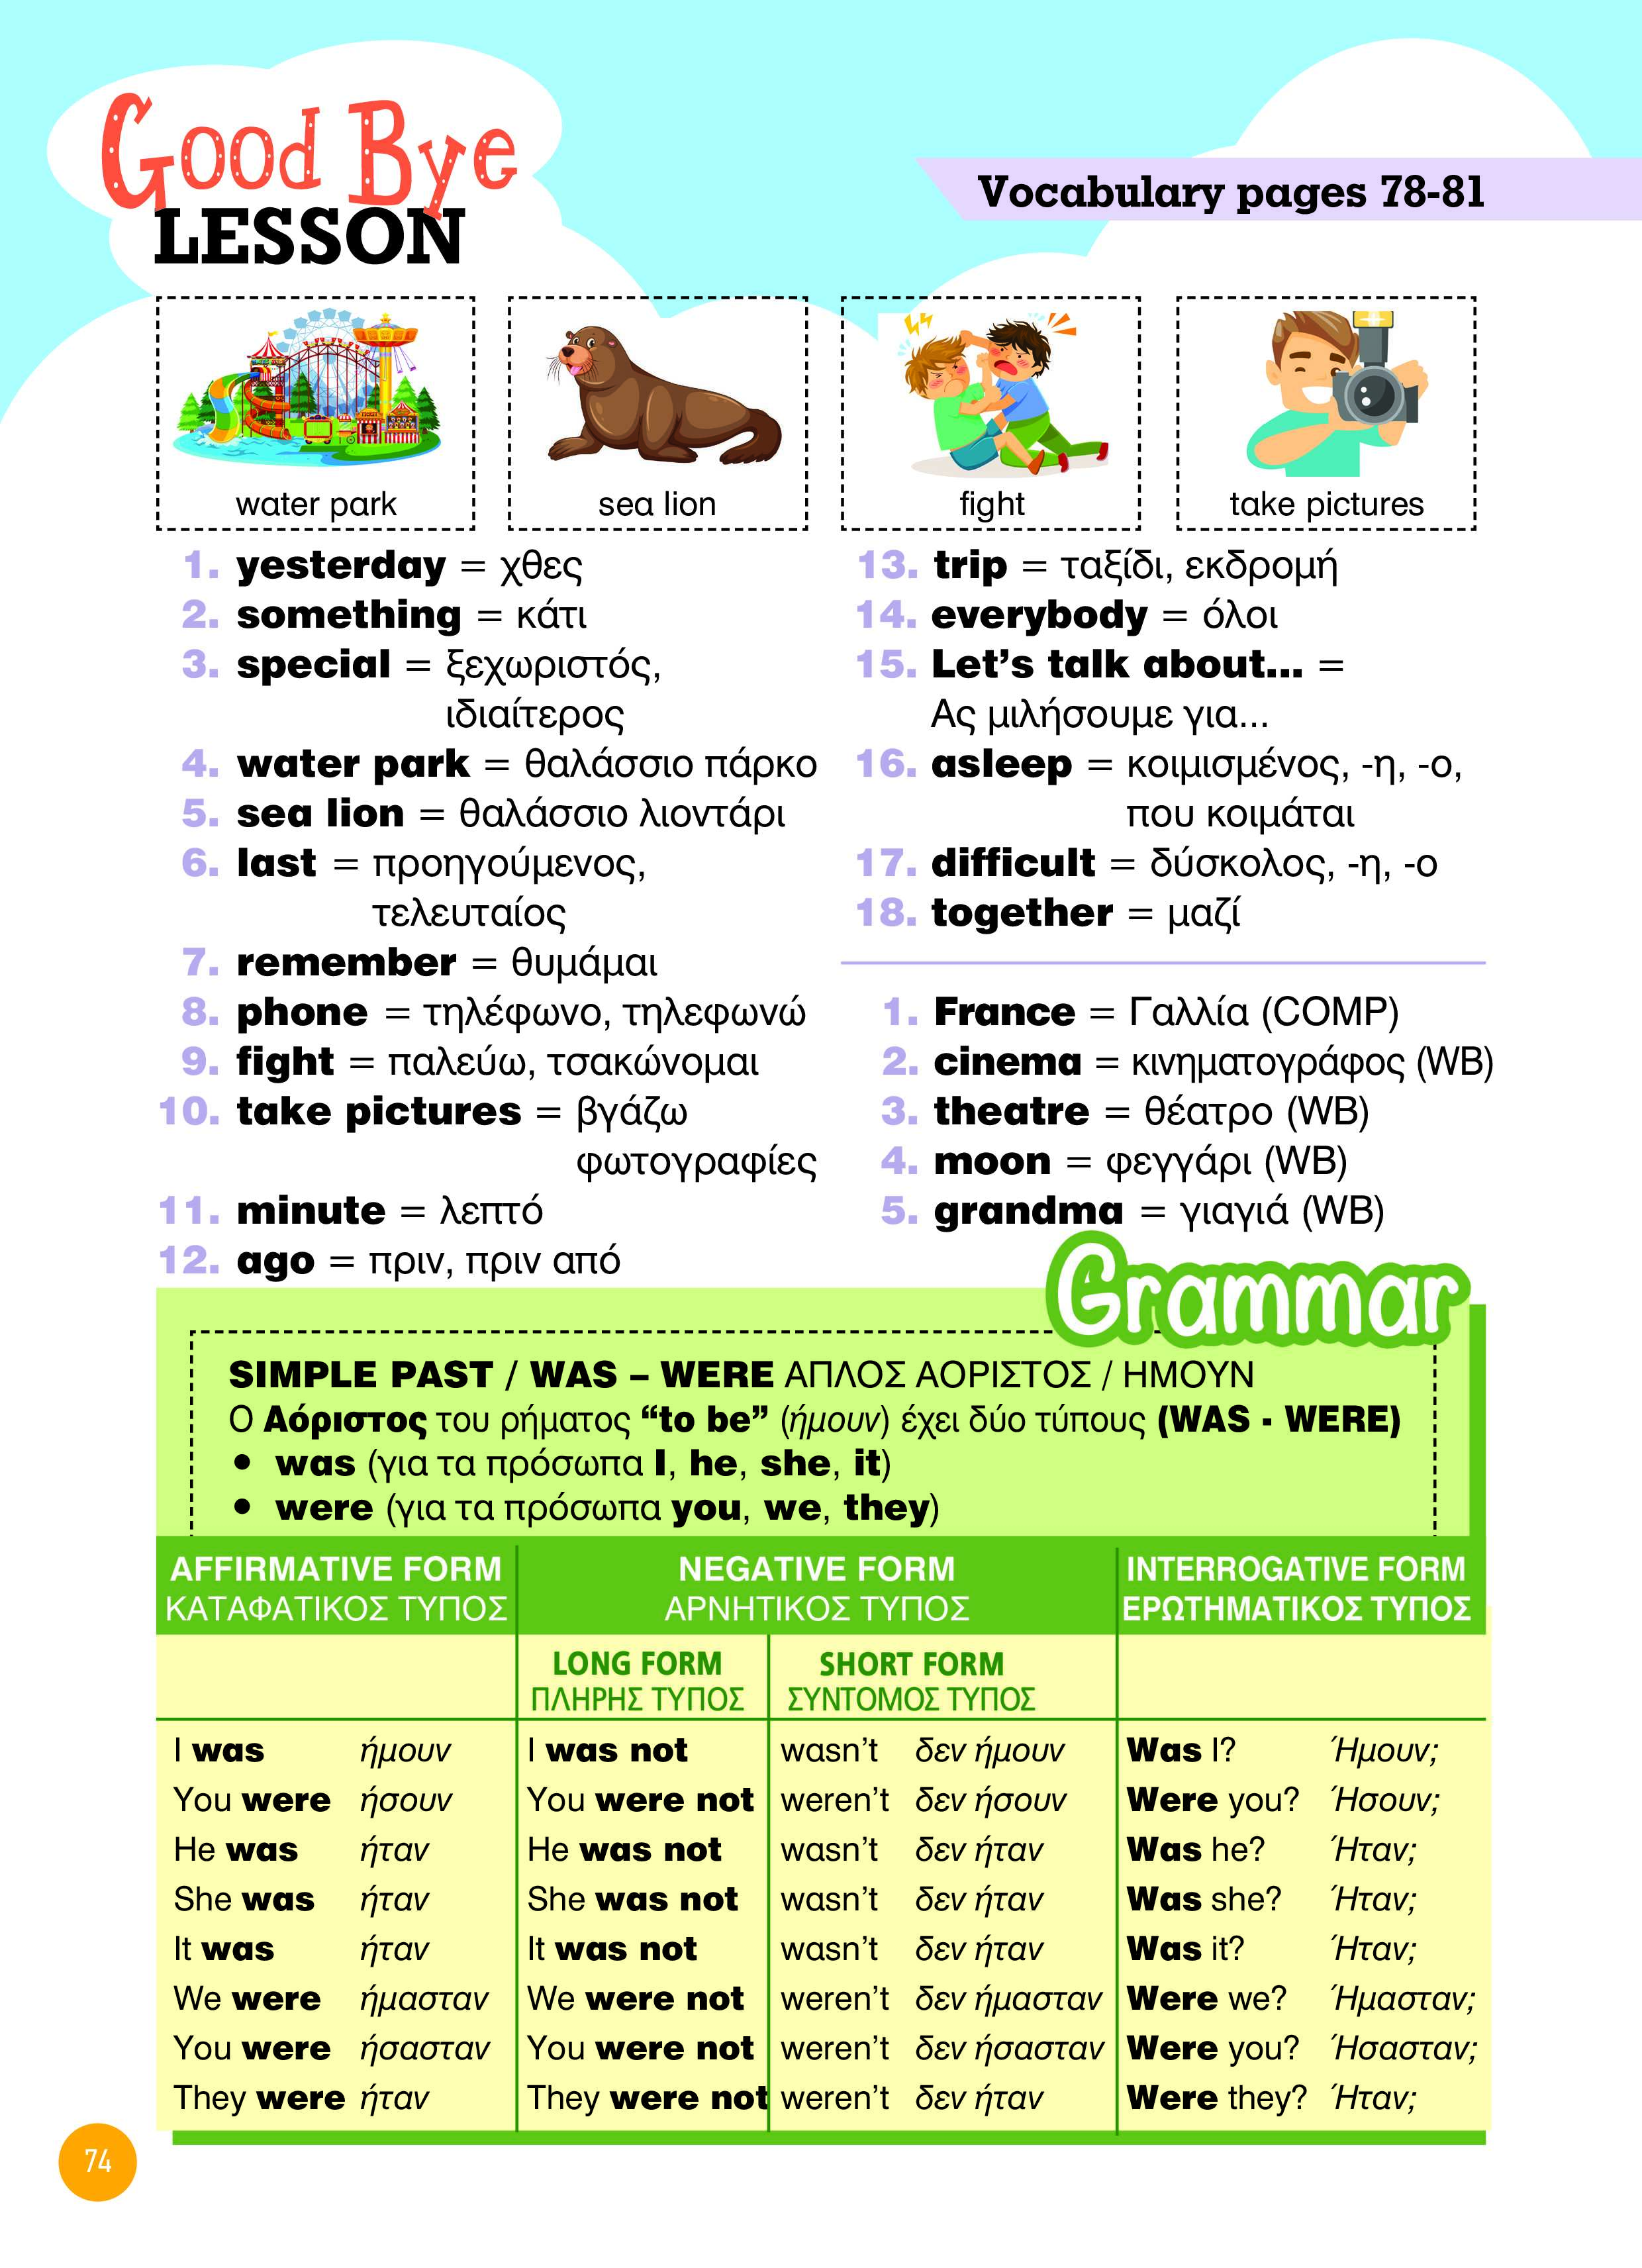 Good Bye
LESSON
Vocabulary pages 78-81
water park
sea lion
fight
take pictures
1. yesterday = χθες
2. something = κάτι
3. special = ξεχωριστός,
ιδιαίτερος
4. water park = θαλάσσιο πάρκο
5. sea lion = θαλάσσιο λιοντάρι
6. last = προηγούμενος,
τελευταίος
7. remember = θυμάμαι
8. phone = τηλέφωνο, τηλεφωνώ
9. fight = παλεύω, τσακώνομαι
10. take pictures = βγάζω
φωτογραφίες
11. minute = λεπτό
12. ago = πριν, πριν από
13. trip = ταξίδι, εκδρομή
14. everybody = όλοι
15. Let's talk about... =
Ας μιλήσουμε για...
16. asleep = κοιμισμένος, -η, -ο,
που κοιμάται
17. difficult = δύσκολος, -η, -ο
18. together = μαζί
1. France = Γαλλία (COMP)
2. cinema = κινηματογράφος (WB)
3. theatre = θέατρο (WB)
4. moon = φεγγάρι (WB)
5. grandma = γιαγιά (WB)
Grammar
SIMPLE PAST / WAS – WERE ΑΠΛΟΣ ΑΟΡΙΣΤΟΣ / ΗΜΟΥΝ
Ο Αόριστος του ρήματος “to be” (ήμουν) έχει δύο τύπους (WAS - WERE)
• was (για τα πρόσωπα I, he, she, it)
• were (για τα πρόσωπα you, we, they)
AFFIRMATIVE FORM NEGATIVE FORM INTERROGATIVE FORM
ΚΑΤΑΦΑΤΙΚΟΣ ΤΥΠΟΣ ΑΡΝΗΤΙΚΟΣ ΤΥΠΟΣ ΕΡΩΤΗΜΑΤΙΚΟΣ ΤΥΠΟΣ
LONG FORM SHORT FORM
ΠΛΗΡΗΣ ΤΥΠΟΣ ΣΥΝΤΟΜΟΣ ΤΥΠΟΣ
I was ήμουν I was not wasn't δεν ήμουν Was I? Ήμουν;
You were ήσουν You were not weren't δεν ήσουν Were you? Ήσουν;
He was ήταν He was not wasn't δεν ήταν Was he? Ήταν;
She was ήταν She was not wasn't δεν ήταν Was she? Ήταν;
It was ήταν It was not wasn't δεν ήταν Was it? Ήταν;
We were ήμασταν We were not weren't δεν ήμασταν Were we? Ήμασταν;
You were ήσασταν You were not weren't δεν ήσασταν Were you? Ήσασταν;
They were ήταν They were not weren't δεν ήταν Were they? Ήταν;
74